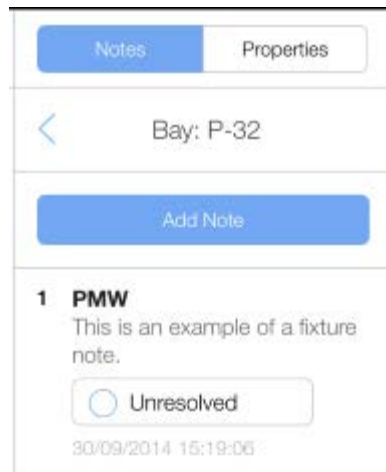 Notes Properties
Bay: P-32
Add Note
1 PMW
This is an example of a fixture
note.
Unresolved
30/09/2014 15:19:06